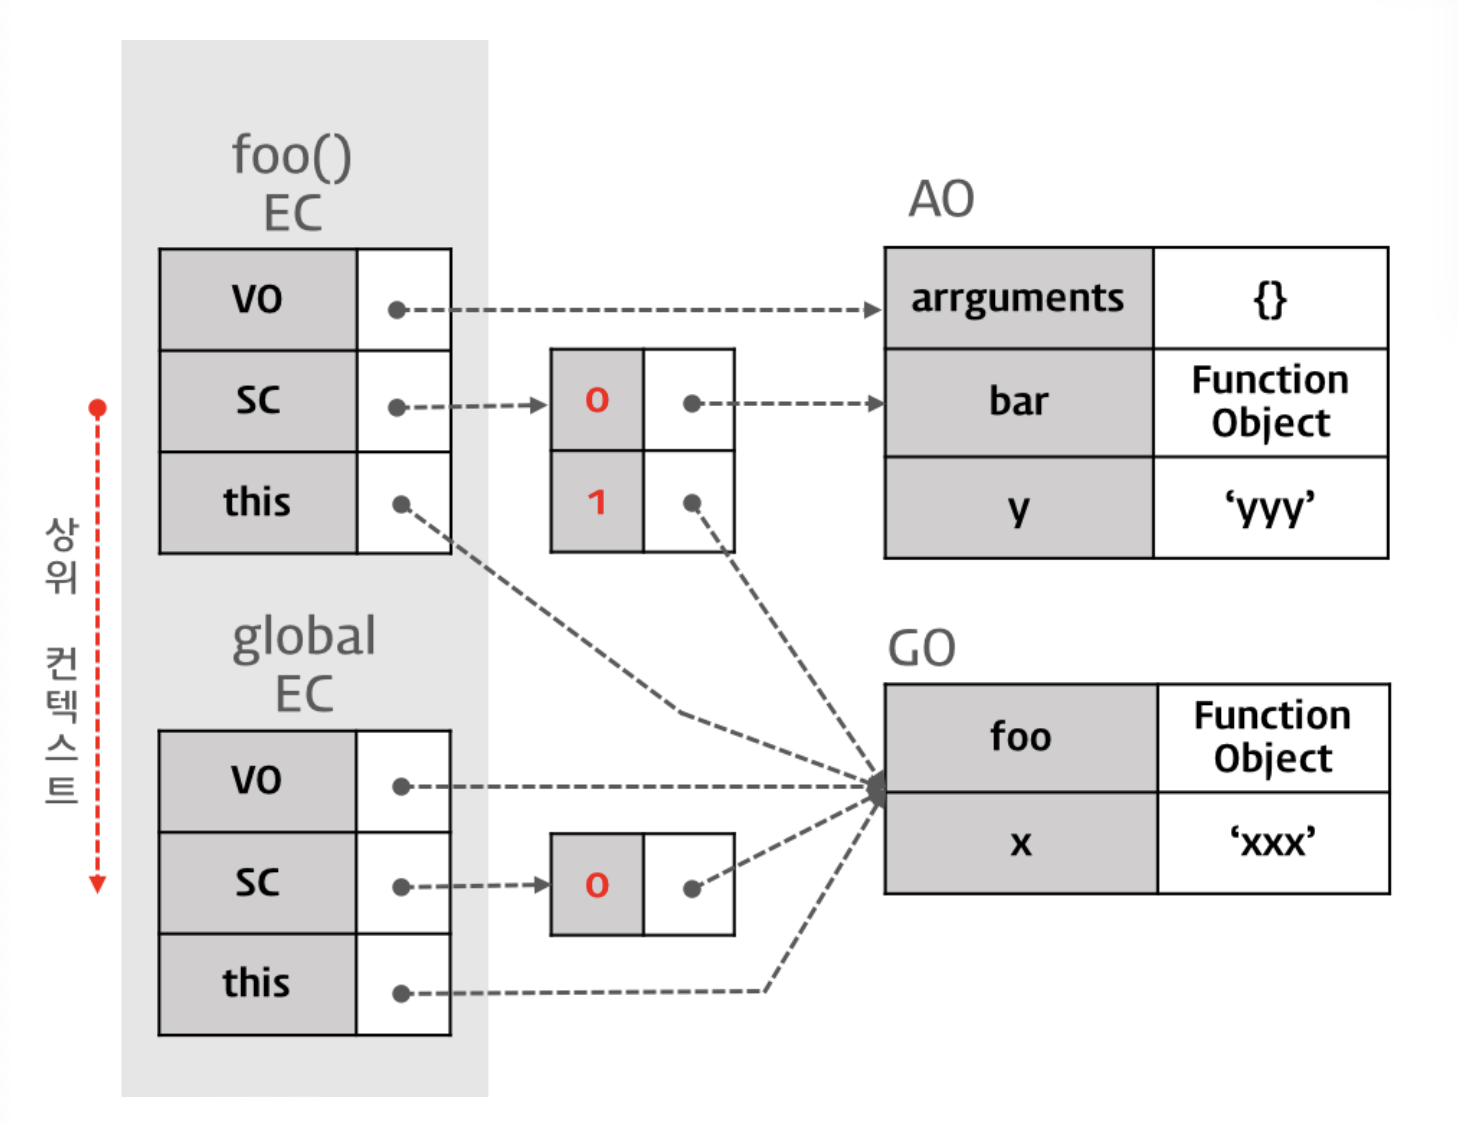 foo()
EC
VO
SC
this
0
1
AO
arrguments
{}
bar
Function
Object
y
‘yyy’
상위 컨텍스트
global
EC
VO
SC
this
0
GO
foo
Function
Object
x
‘xxx’